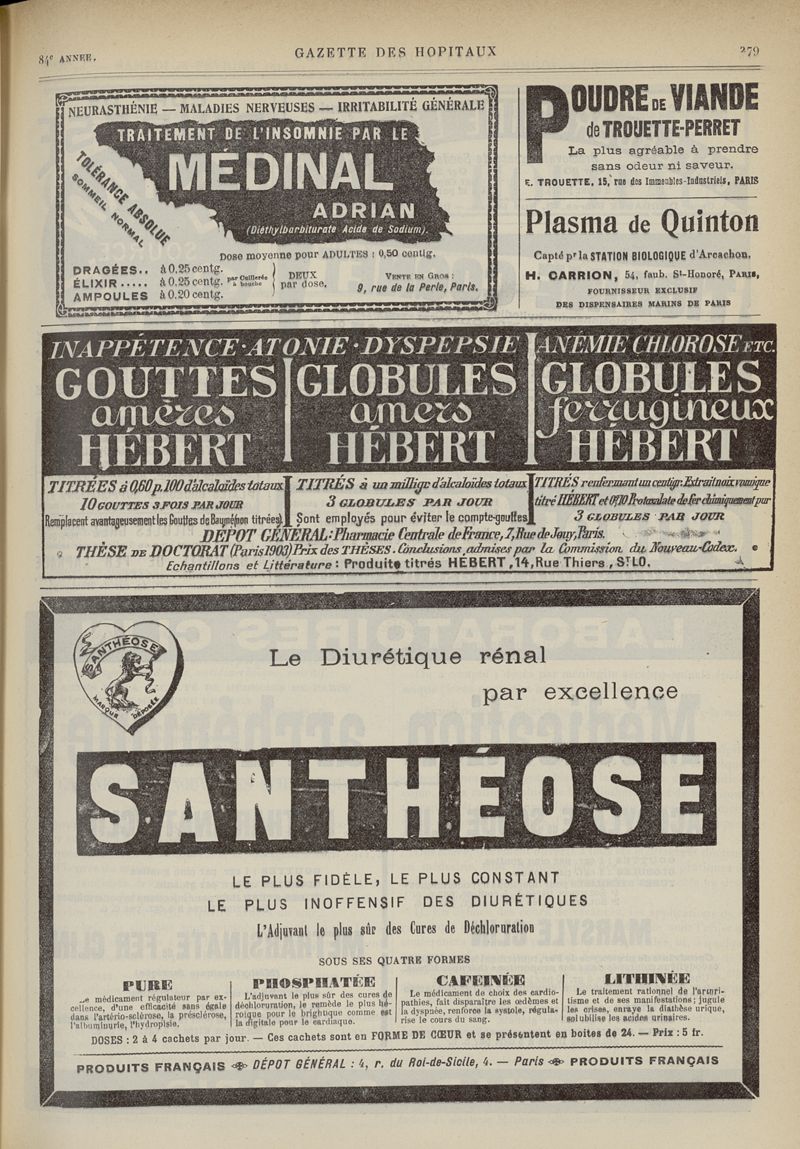 84e ANNEE.
GAZETTE DES HOPITAUX
279
NEURASTHÉNIE — MALADIES NERVEUSES — IRRITABILITÉ GÉNÉRALE
TRAITEMENT DE L'INSOMNIE PAR LE
MÉDINAL
ADRIAN
(Diéthylbarbiturate Acide de Sodium).
TOLÉRANCE ABSOLUE
SOMMEIL NORMAL
Dose moyenne pour ADULTES : 0,50 centig.
DRAGÉES.. à 0,25 centg.
ÉLIXIR ..... à 0,25 centg. par Cuillerée à bouche
AMPOULES à 0,20 centg.
DEUX par dose.
VENTE EN GROS :
9, rue de la Perle, Paris.
POUDRE DE VIANDE
de TROUETTE-PERRET
La plus agréable à prendre
sans odeur ni saveur.
E. TROUETTE, 15, rue des Immeubles-Industriels, PARIS
Plasma de Quinton
Capté pr la STATION BIOLOGIQUE d'Arcachon.
H. CARRION, 54, faub. St-Honoré, PARIS,
FOURNISSEUR EXCLUSIF
DES DISPENSAIRES MARINS DE PARIS
INAPPÉTENCE·ATONIE·DYSPEPSIE
GOUTTES
amères
HÉBERT
GLOBULES
amers
HÉBERT
ANÉMIE CHLOROSE ETC.
GLOBULES
ferrugineux
HÉBERT
TITRÉES à 0,60 p.100 d'alcaloïdes totaux
10 GOUTTES 3 FOIS PAR JOUR
Remplacent avantageusement les Gouttes de Baumé(non titrées).
TITRÉS à un millig^r d'alcaloïdes totaux
3 GLOBULES PAR JOUR
Sont employés pour éviter le compte-gouttes
TITRÉS renfermant un centigr. Extrait noix vomique
titré HÉBERT et 0g10 Protoxalate de fer chimiquement pur
3 GLOBULES PAR JOUR
DÉPOT GÉNÉRAL: Pharmacie Centrale de France, 7, Rue de Jouy, Paris.
THÈSE DE DOCTORAT (Paris 1903) Prix des THÈSES. Conclusions admises par la Commission du Nouveau-Codex.
Echantillons et Littérature : Produits titrés HÉBERT, 14, Rue Thiers, ST LO.
SANTHÉOSE
MARQUE DÉPOSÉE
Le Diurétique rénal
par excellence
SANTHÉOSE
LE PLUS FIDÈLE, LE PLUS CONSTANT
LE PLUS INOFFENSIF DES DIURÉTIQUES
L'Adjuvant le plus sûr des Cures de Déchloruration
SOUS SES QUATRE FORMES
PURE
Le médicament régulateur par ex-
cellence, d'une efficacité sans égale
dans l'artério-sclérose, la présclérose,
l'albuminurie, l'hydropisie.
PHOSPHATÉE
L'adjuvant le plus sûr des cures de
déchloruration, le remède le plus hé-
roïque pour le brightique comme est
la digitale pour le cardiaque.
CAFÉINÉE
Le médicament de choix des cardio-
pathies, fait disparaître les œdèmes et
la dyspnée, renforce la systole, régula-
rise le cours du sang.
LITHINÉE
Le traitement rationnel de l'arthri-
tisme et de ses manifestations; jugule
les crises, enraye la diathèse urique,
solubilise les acides urinaires.
DOSES : 2 à 4 cachets par jour. — Ces cachets sont en FORME DE CŒUR et se présentent en boites de 24. — Prix : 5 fr.
PRODUITS FRANÇAIS DÉPOT GÉNÉRAL : 4, r. du Roi-de-Sicile, 4. — Paris PRODUITS FRANÇAIS